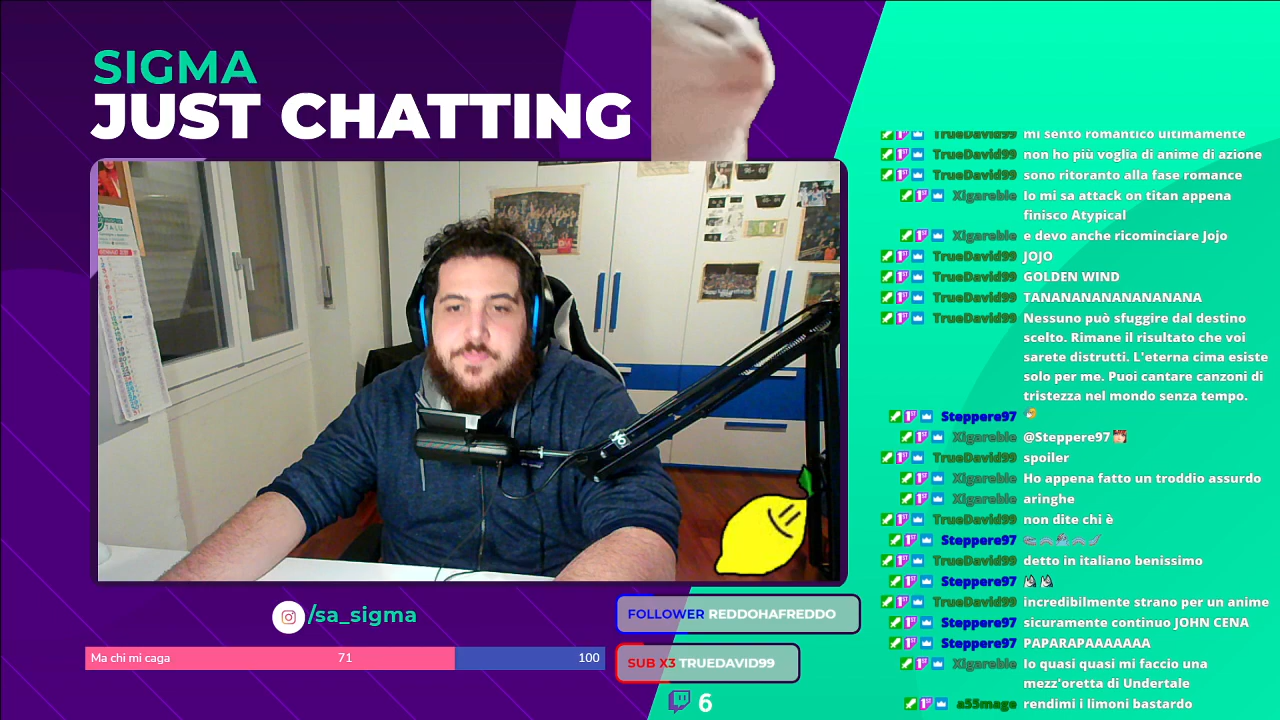 SIGMA
JUST CHATTING
TrueDavid99 mi sento romantico ultimamente
TrueDavid99 non ho più voglia di anime di azione
TrueDavid99 sono ritoranto alla fase romance
Xigareble Io mi sa attack on titan appena
finisco Atypical
Xigareble e devo anche ricominciare Jojo
TrueDavid99 JOJO
TrueDavid99 GOLDEN WIND
TrueDavid99 TANANANANANANANANA
TrueDavid99 Nessuno può sfuggire dal destino
scelto. Rimane il risultato che voi
sarete distrutti. L'eterna cima esiste
solo per me. Puoi cantare canzoni di
tristezza nel mondo senza tempo.
Steppere97
Xigareble @Steppere97
TrueDavid99 spoiler
Xigareble Ho appena fatto un troddio assurdo
Xigareble aringhe
TrueDavid99 non dite chi è
Steppere97
TrueDavid99 detto in italiano benissimo
Steppere97
TrueDavid99 incredibilmente strano per un anime
Steppere97 sicuramente continuo JOHN CENA
Steppere97 PAPARAPAAAAAAA
Xigareble Io quasi quasi mi faccio una
mezz'oretta di Undertale
a55mage rendimi i limoni bastardo
/sa_sigma
FOLLOWER REDDOHAFREDDO
Ma chi mi caga 71 100
SUB X3 TRUEDAVID99
6